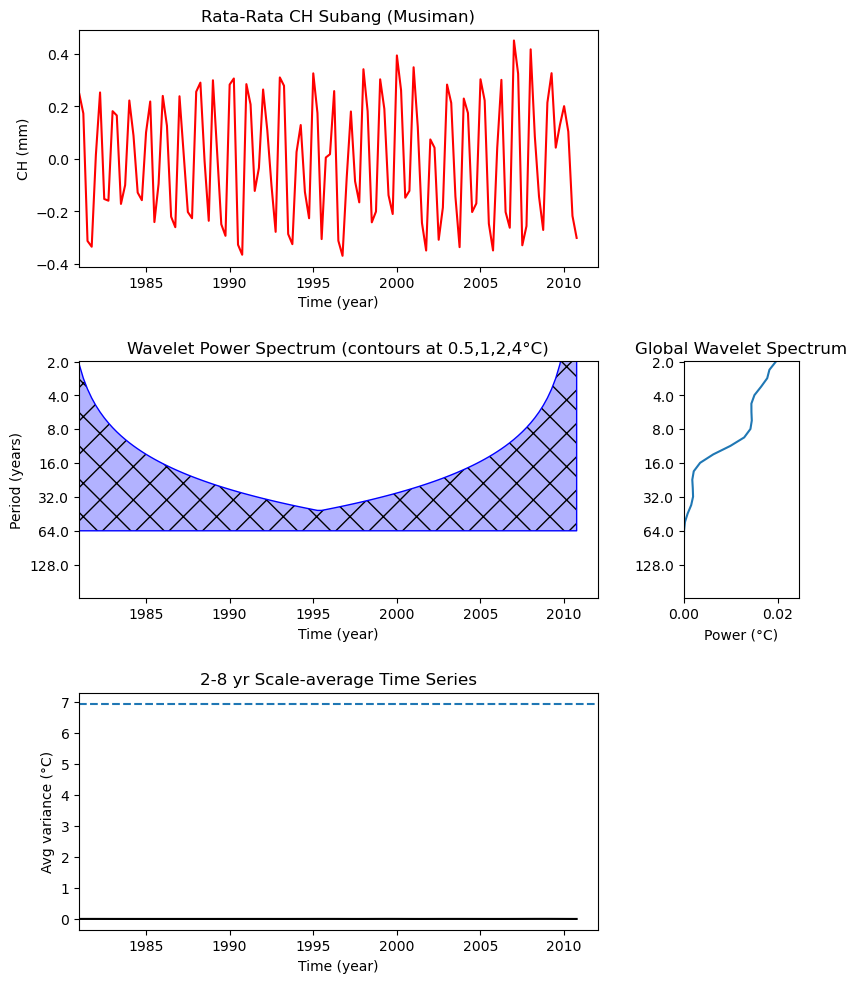 Rata-Rata CH Subang (Musiman)
0.4
0.2
0.0
−0.2
−0.4
CH (mm)
1985 1990 1995 2000 2005 2010
Time (year)
Wavelet Power Spectrum (contours at 0.5,1,2,4°C)
2.0
4.0
8.0
16.0
32.0
64.0
128.0
Period (years)
1985 1990 1995 2000 2005 2010
Time (year)
Global Wavelet Spectrum
2.0
4.0
8.0
16.0
32.0
64.0
128.0
0.00 0.02
Power (°C)
2-8 yr Scale-average Time Series
7
6
5
4
3
2
1
0
Avg variance (°C)
1985 1990 1995 2000 2005 2010
Time (year)